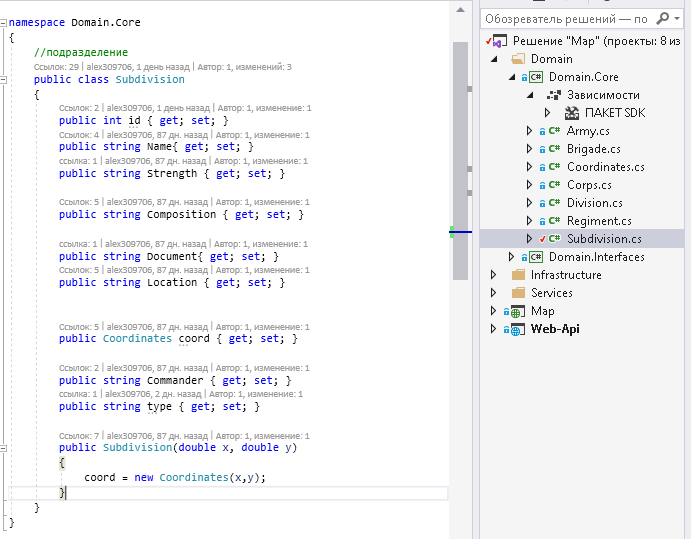 namespace Domain.Core
{
//подразделение
Ссылок: 29 | alex309706, 1 день назад | Автор: 1, изменений: 3
public class Subdivision
{
Ссылок: 2 | alex309706, 1 день назад | Автор: 1, изменение: 1
public int id { get; set; }
Ссылок: 4 | alex309706, 87 дн. назад | Автор: 1, изменение: 1
public string Name{ get; set; }
ссылка: 1 | alex309706, 87 дн. назад | Автор: 1, изменение: 1
public string Strength { get; set; }
Ссылок: 5 | alex309706, 87 дн. назад | Автор: 1, изменение: 1
public string Composition { get; set; }
ссылка: 1 | alex309706, 87 дн. назад | Автор: 1, изменение: 1
public string Document{ get; set; }
Ссылок: 5 | alex309706, 87 дн. назад | Автор: 1, изменение: 1
public string Location { get; set; }
Ссылок: 5 | alex309706, 87 дн. назад | Автор: 1, изменение: 1
public Coordinates coord { get; set; }
Ссылок: 2 | alex309706, 87 дн. назад | Автор: 1, изменение: 1
public string Commander { get; set; }
ссылка: 1 | alex309706, 2 дн. назад | Автор: 1, изменение: 1
public string type { get; set; }
Ссылок: 7 | alex309706, 87 дн. назад | Автор: 1, изменение: 1
public Subdivision(double x, double y)
{
coord = new Coordinates(x,y);
}
}
}
Обозреватель решений — по
Решение "Map" (проекты: 8 из
Domain
C# Domain.Core
Зависимости
ПАКЕТ SDK
C# Army.cs
C# Brigade.cs
C# Coordinates.cs
C# Corps.cs
C# Division.cs
C# Regiment.cs
C# Subdivision.cs
C# Domain.Interfaces
Infrastructure
Services
Map
Web-Api